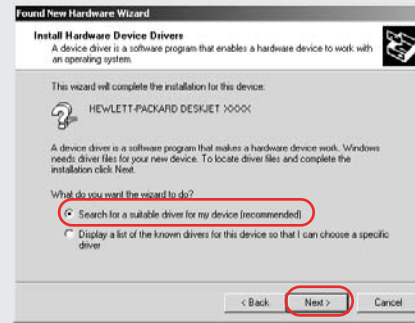 Found New Hardware Wizard
Install Hardware Device Drivers
A device driver is a software program that enables a hardware device to work with
an operating system.
This wizard will complete the installation for this device:
HEWLETT-PACKARD DESKJET XXXX
A device driver is a software program that makes a hardware device work. Windows
needs driver files for your new device. To locate driver files and complete the
installation click Next.
What do you want the wizard to do?
Search for a suitable driver for my device (recommended)
Display a list of the known drivers for this device so that I can choose a specific
driver
< Back Next > Cancel